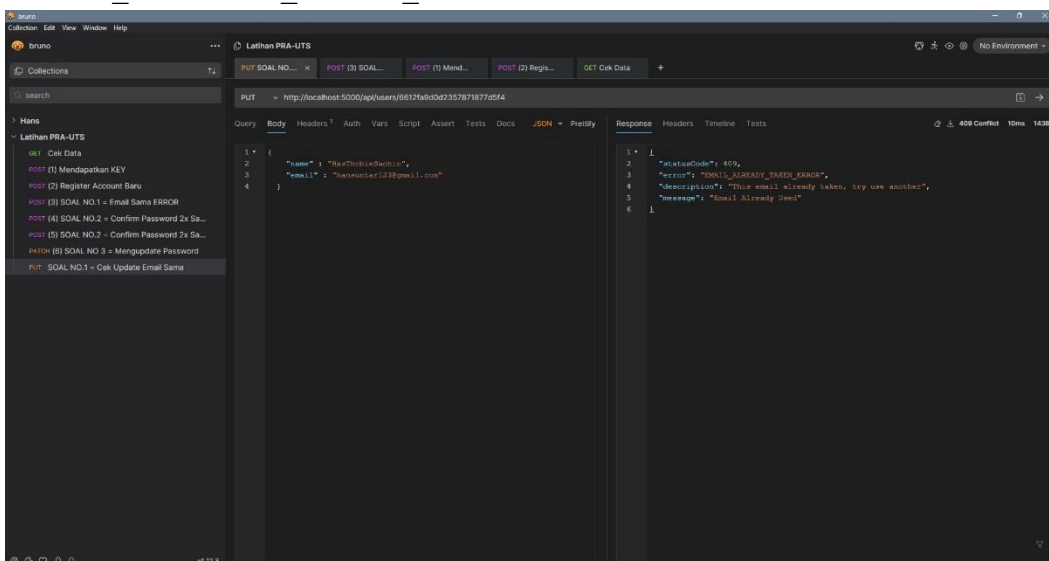 bruno
Collection Edit View Window Help
bruno
Latihan PRA-UTS
No Environment
Collections
PUT SOAL NO....
POST (3) SOAL...
POST (1) Mend...
POST (2) Regis...
GET Cek Data
search
PUT http://localhost:5000/api/users/6612fa9d0d2357871877d5f4
Hans
Latihan PRA-UTS
GET Cek Data
POST (1) Mendapatkan KEY
POST (2) Register Account Baru
POST (3) SOAL NO.1 = Email Sama ERROR
POST (4) SOAL NO.2 = Confirm Password 2x Sa...
POST (5) SOAL NO.2 = Confirm Password 2x Sa...
PATCH (6) SOAL NO 3 = Mengupdate Password
PUT SOAL NO.1 = Cek Update Email Sama
Query Body Headers 1 Auth Vars Script Assert Tests Docs JSON Prettify
1 {
2 "name" : "HasThobieSachio",
3 "email" : "hansuntar123@gmail.com"
4 }
Response Headers Timeline Tests 409 Conflict 10ms 143B
1 {
2 "statusCode": 409,
3 "error": "EMAIL_ALREADY_TAKEN_ERROR",
4 "description": "This email already taken, try use another",
5 "message": "Email Already Used"
6 }